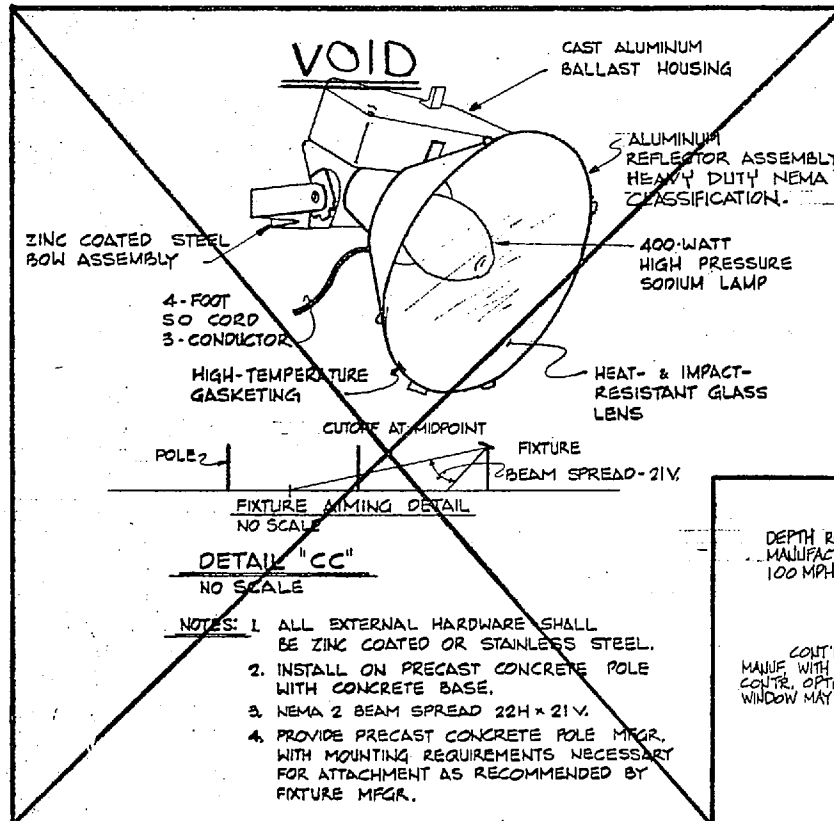 VOID
CAST ALUMINUM
BALLAST HOUSING
ALUMINUM
REFLECTOR ASSEMBLY
HEAVY DUTY NEMA
CLASSIFICATION.
ZINC COATED STEEL
BOW ASSEMBLY
400-WATT
HIGH PRESSURE
SODIUM LAMP
4-FOOT
SO CORD
3-CONDUCTOR
HIGH-TEMPERATURE
GASKETING
HEAT- & IMPACT-
RESISTANT GLASS
LENS
CUTOFF AT MIDPOINT
POLE
FIXTURE
BEAM SPREAD-21V.
FIXTURE AIMING DETAIL
NO SCALE
DETAIL "CC"
NO SCALE
NOTES: 1. ALL EXTERNAL HARDWARE SHALL
BE ZINC COATED OR STAINLESS STEEL.
2. INSTALL ON PRECAST CONCRETE POLE
WITH CONCRETE BASE.
3. NEMA 2 BEAM SPREAD 22H x 21V.
4. PROVIDE PRECAST CONCRETE POLE MFGR.
WITH MOUNTING REQUIREMENTS NECESSARY
FOR ATTACHMENT AS RECOMMENDED BY
FIXTURE MFGR.
DEPTH R
MANUFAC
100 MPH
CONT'
MANUF. WITH
CONTR. OPT
WINDOW MAY